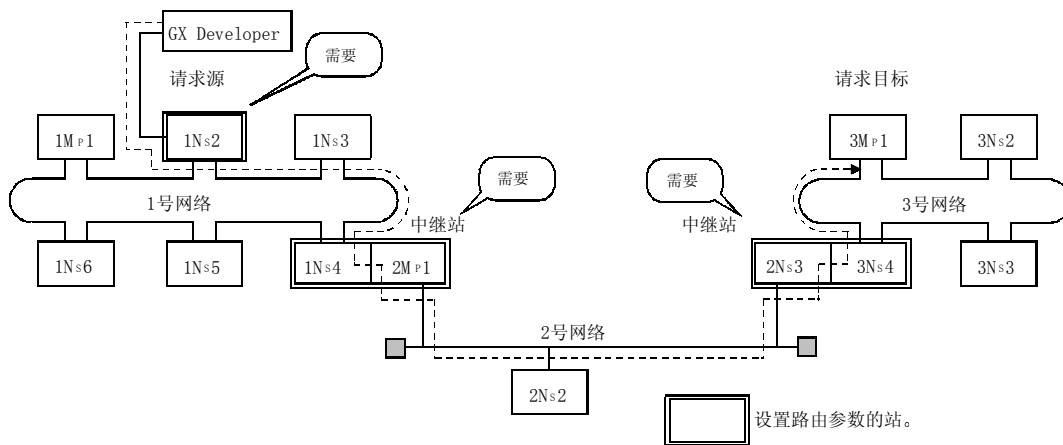 GX Developer
需要
请求源
请求目标
1MP1
1NS2
1NS3
3MP1
3NS2
需要
需要
1号网络
3号网络
中继站
中继站
1NS6
1NS5
1NS4
2MP1
2NS3
3NS4
3NS3
2号网络
2NS2
设置路由参数的站。